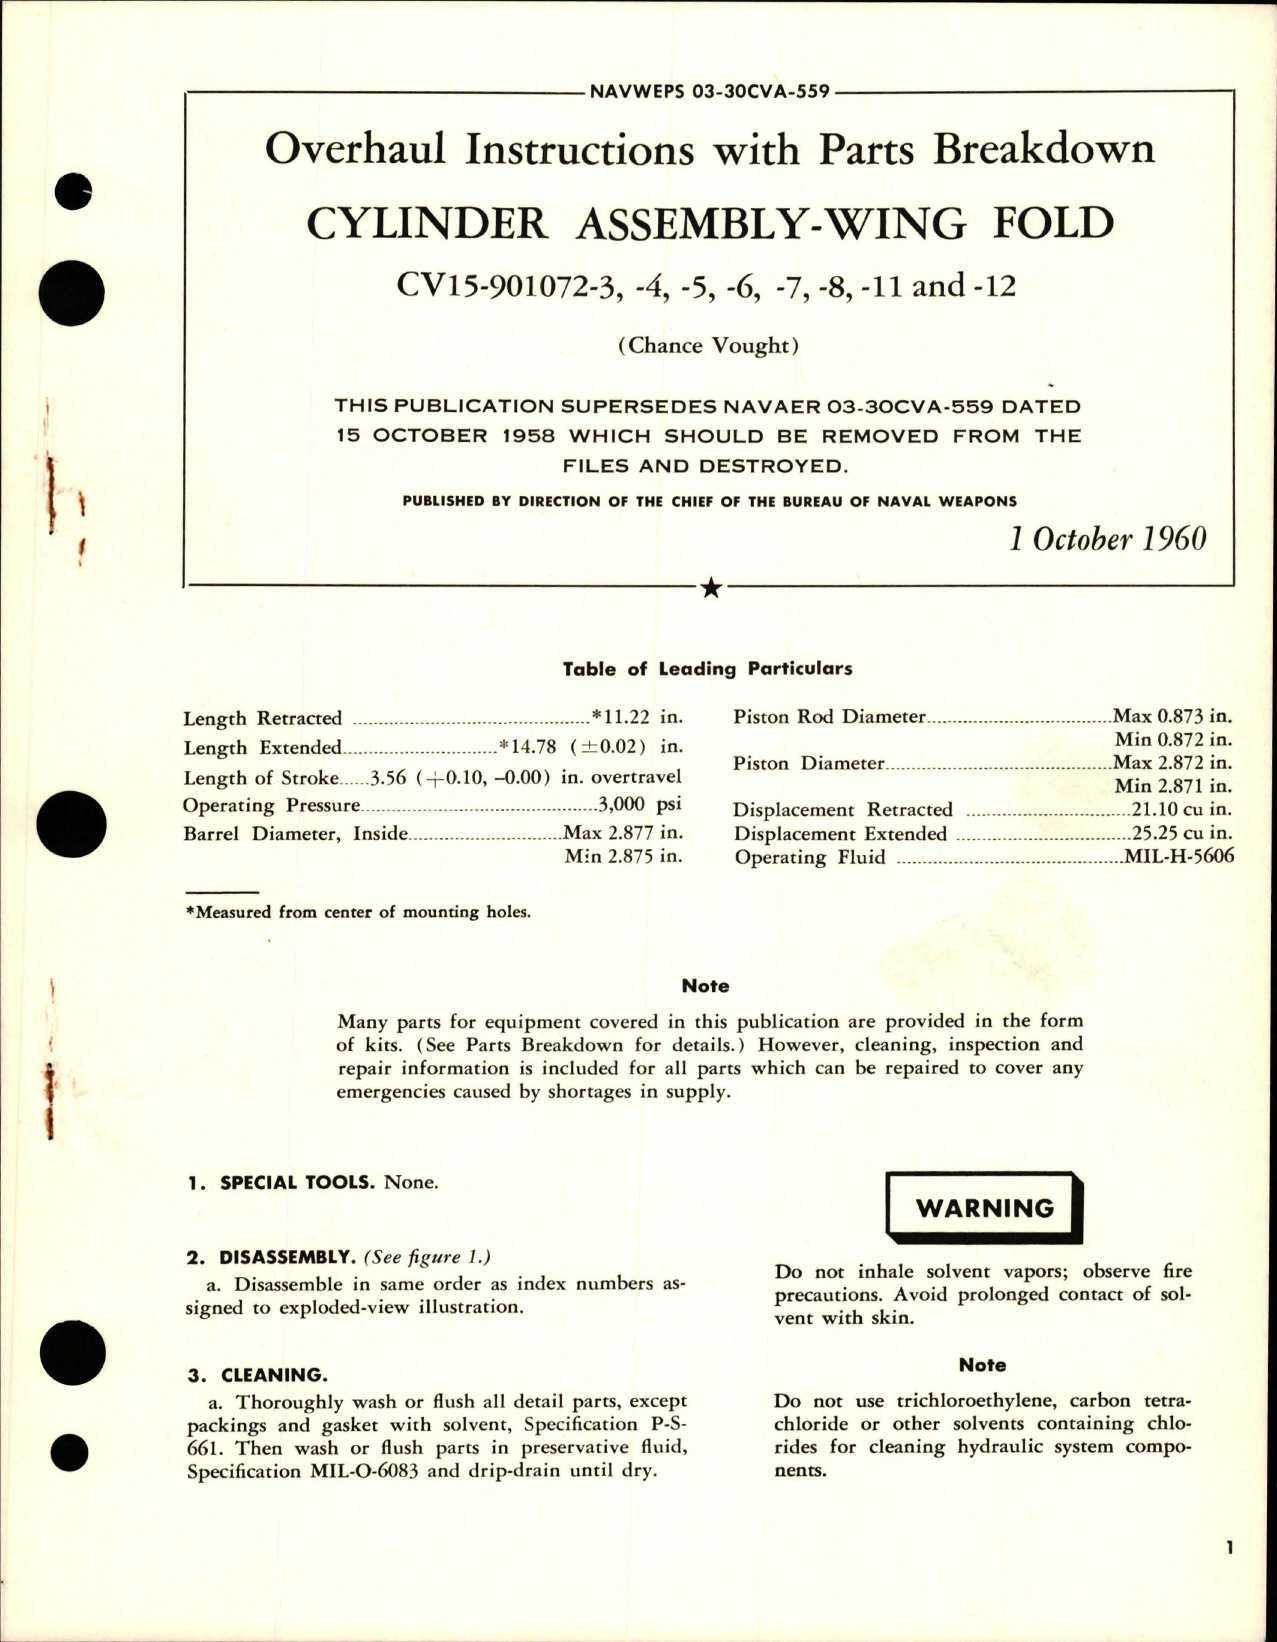 NAVWEPS 03-30CVA-559
Overhaul Instructions with Parts Breakdown
CYLINDER ASSEMBLY-WING FOLD
CV15-901072-3, -4, -5, -6, -7, -8, -11 and -12
(Chance Vought)
THIS PUBLICATION SUPERSEDES NAVAER 03-30CVA-559 DATED
15 OCTOBER 1958 WHICH SHOULD BE REMOVED FROM THE
FILES AND DESTROYED.
PUBLISHED BY DIRECTION OF THE CHIEF OF THE BUREAU OF NAVAL WEAPONS
1 October 1960
★
Table of Leading Particulars
Length Retracted ........................................*11.22 in.
Length Extended...........................*14.78 (±0.02) in.
Length of Stroke.....3.56 (+0.10, -0.00) in. overtravel
Operating Pressure........................................3,000 psi
Barrel Diameter, Inside..........................Max 2.877 in.
Min 2.875 in.
*Measured from center of mounting holes.
Piston Rod Diameter................................Max 0.873 in.
Min 0.872 in.
Piston Diameter.......................................Max 2.872 in.
Min 2.871 in.
Displacement Retracted ............................21.10 cu in.
Displacement Extended ..............................25.25 cu in.
Operating Fluid .......................................MIL-H-5606
Note
Many parts for equipment covered in this publication are provided in the form
of kits. (See Parts Breakdown for details.) However, cleaning, inspection and
repair information is included for all parts which can be repaired to cover any
emergencies caused by shortages in supply.
1. SPECIAL TOOLS. None.
2. DISASSEMBLY. (See figure 1.)
a. Disassemble in same order as index numbers as-
signed to exploded-view illustration.
3. CLEANING.
a. Thoroughly wash or flush all detail parts, except
packings and gasket with solvent, Specification P-S-
661. Then wash or flush parts in preservative fluid,
Specification MIL-O-6083 and drip-drain until dry.
WARNING
Do not inhale solvent vapors; observe fire
precautions. Avoid prolonged contact of sol-
vent with skin.
Note
Do not use trichloroethylene, carbon tetra-
chloride or other solvents containing chlo-
rides for cleaning hydraulic system compo-
nents.
1